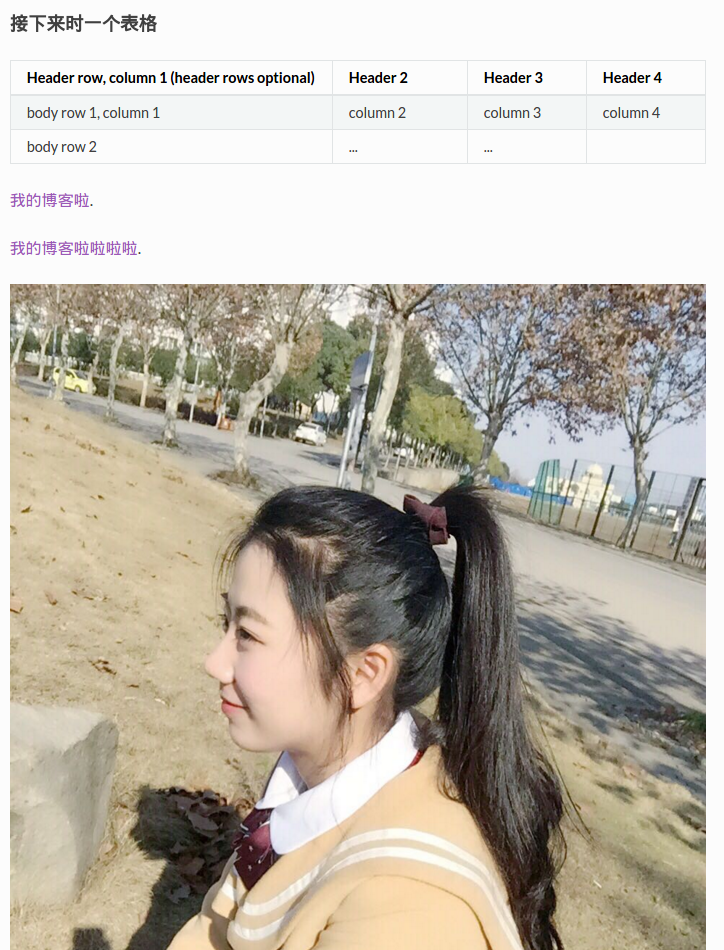 接下来时一个表格
Header row, column 1 (header rows optional) Header 2 Header 3 Header 4
body row 1, column 1 column 2 column 3 column 4
body row 2 ... ...
我的博客啦.
我的博客啦啦啦啦.